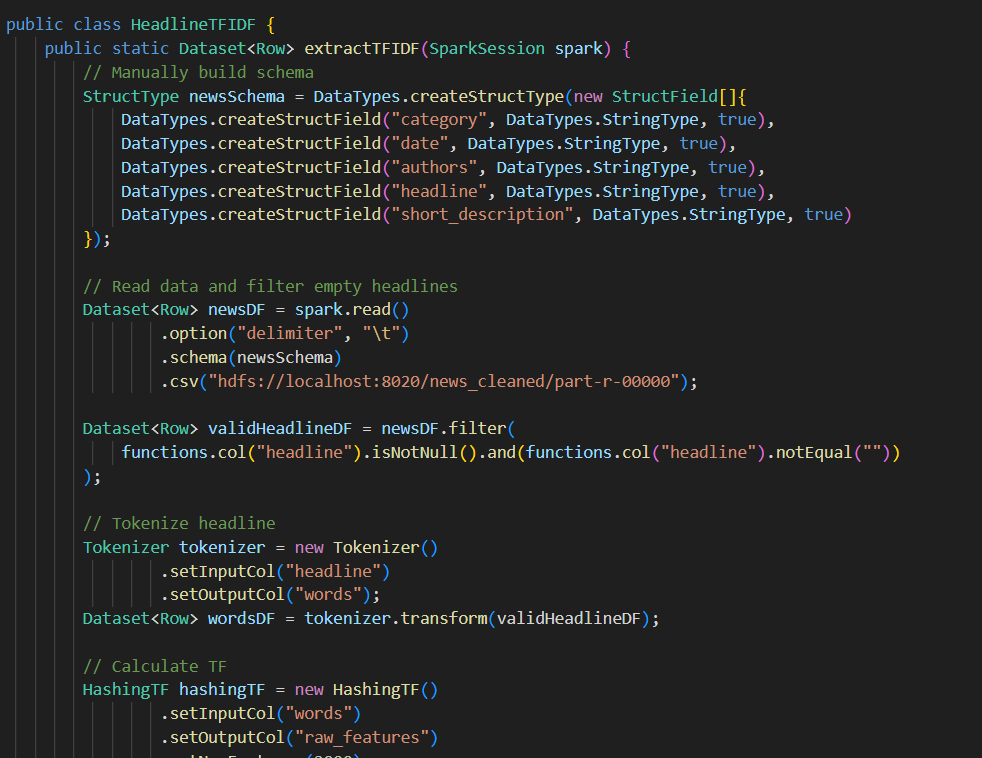 public class HeadlineTFIDF {
public static Dataset<Row> extractTFIDF(SparkSession spark) {
// Manually build schema
StructType newsSchema = DataTypes.createStructType(new StructField[]{
DataTypes.createStructField("category", DataTypes.StringType, true),
DataTypes.createStructField("date", DataTypes.StringType, true),
DataTypes.createStructField("authors", DataTypes.StringType, true),
DataTypes.createStructField("headline", DataTypes.StringType, true),
DataTypes.createStructField("short_description", DataTypes.StringType, true)
});
// Read data and filter empty headlines
Dataset<Row> newsDF = spark.read()
.option("delimiter", "\t")
.schema(newsSchema)
.csv("hdfs://localhost:8020/news_cleaned/part-r-00000");
Dataset<Row> validHeadlineDF = newsDF.filter(
functions.col("headline").isNotNull().and(functions.col("headline").notEqual(""))
);
// Tokenize headline
Tokenizer tokenizer = new Tokenizer()
.setInputCol("headline")
.setOutputCol("words");
Dataset<Row> wordsDF = tokenizer.transform(validHeadlineDF);
// Calculate TF
HashingTF hashingTF = new HashingTF()
.setInputCol("words")
.setOutputCol("raw_features")